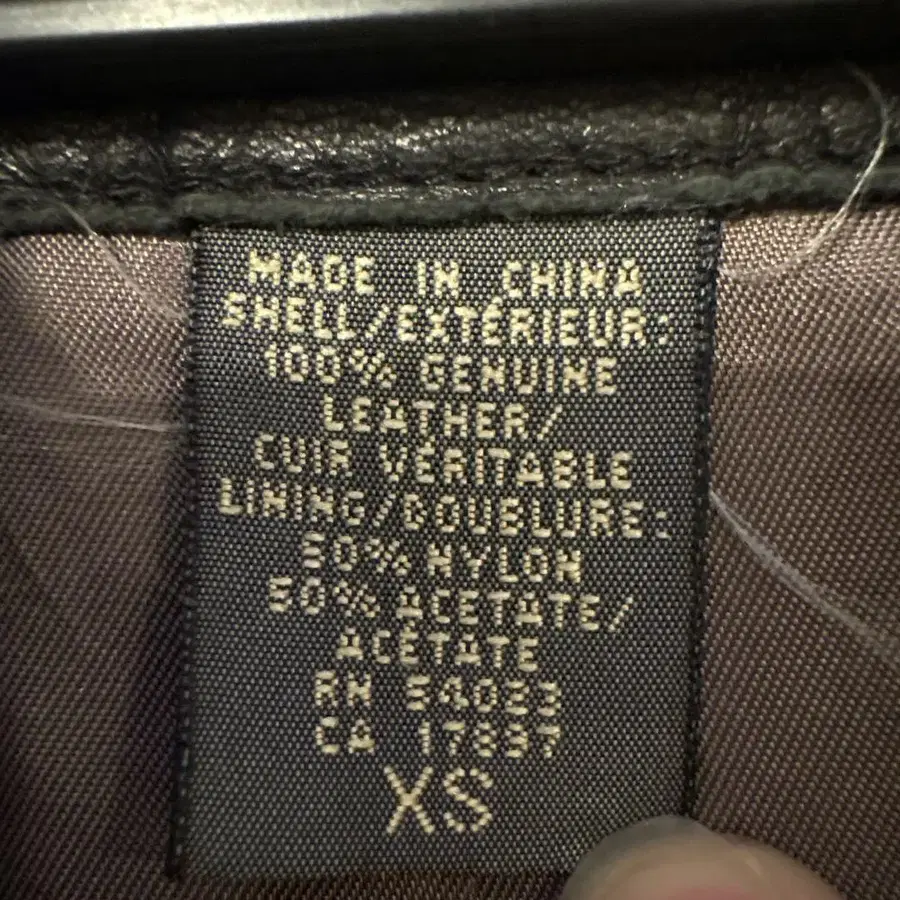 MADE IN CHINA
SHELL/EXTÉRIEUR:
100% GENUINE
LEATHER/
CUIR VÉRITABLE
LINING/DOUBLURE:
50% NYLON
50% ACETATE/
ACÉTATE
RN 54033
CA 17897
XS